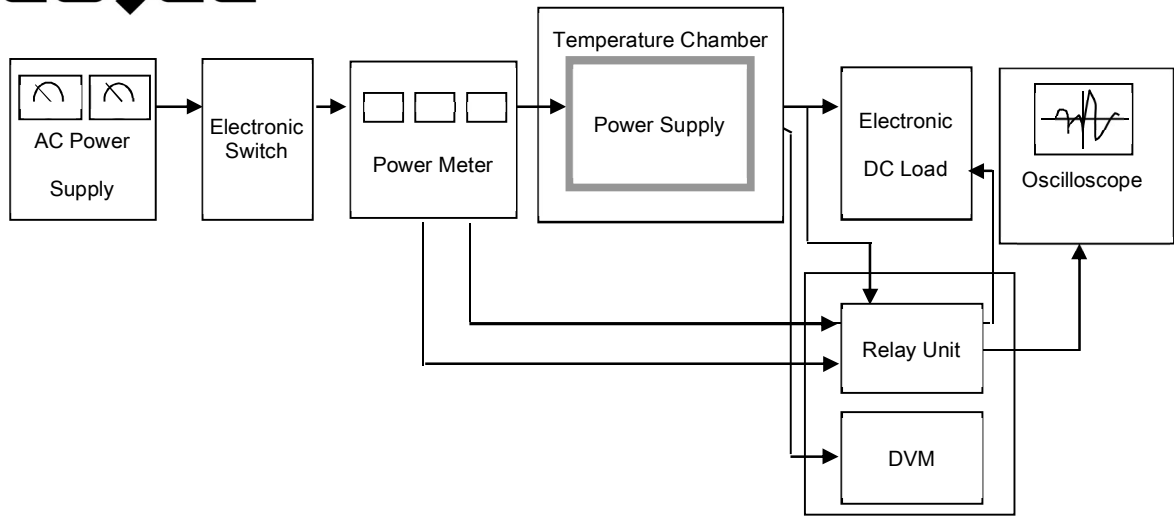 Temperature Chamber
Power Supply
AC Power
Supply
Electronic
Switch
Power Meter
Electronic
DC Load
Oscilloscope
Relay Unit
DVM